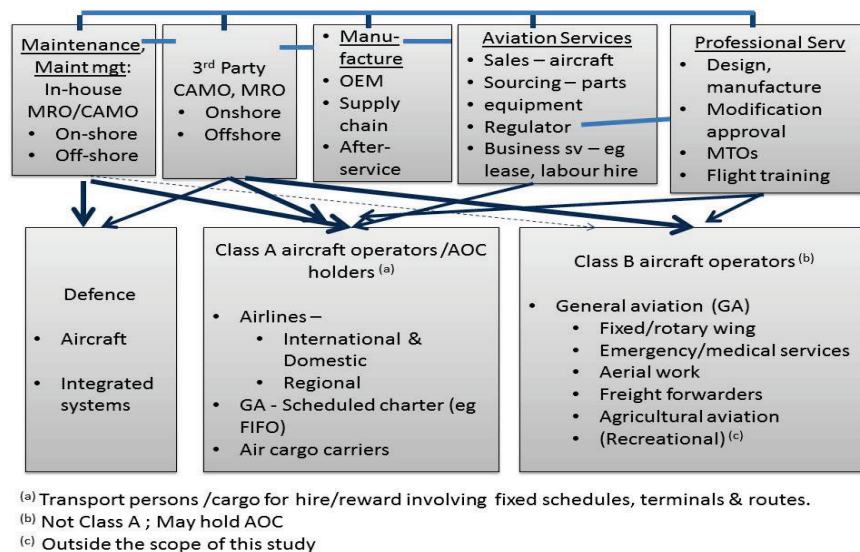 Maintenance,
Maint mgt:
In-house
MRO/CAMO
• On-shore
• Off-shore
3rd Party
CAMO, MRO
• Onshore
• Offshore
• Manu-
facture
• OEM
• Supply
chain
• After-
service
Aviation Services
• Sales – aircraft
• Sourcing – parts
• equipment
• Regulator
• Business sv – eg
lease, labour hire
Professional Serv
• Design,
manufacture
• Modification
approval
• MTOs
• Flight training
Defence
• Aircraft
• Integrated
systems
Class A aircraft operators /AOC
holders (a)
• Airlines –
• International &
Domestic
• Regional
• GA - Scheduled charter (eg
FIFO)
• Air cargo carriers
Class B aircraft operators (b)
• General aviation (GA)
• Fixed/rotary wing
• Emergency/medical services
• Aerial work
• Freight forwarders
• Agricultural aviation
• (Recreational) (c)
(a) Transport persons /cargo for hire/reward involving fixed schedules, terminals & routes.
(b) Not Class A ; May hold AOC
(c) Outside the scope of this study